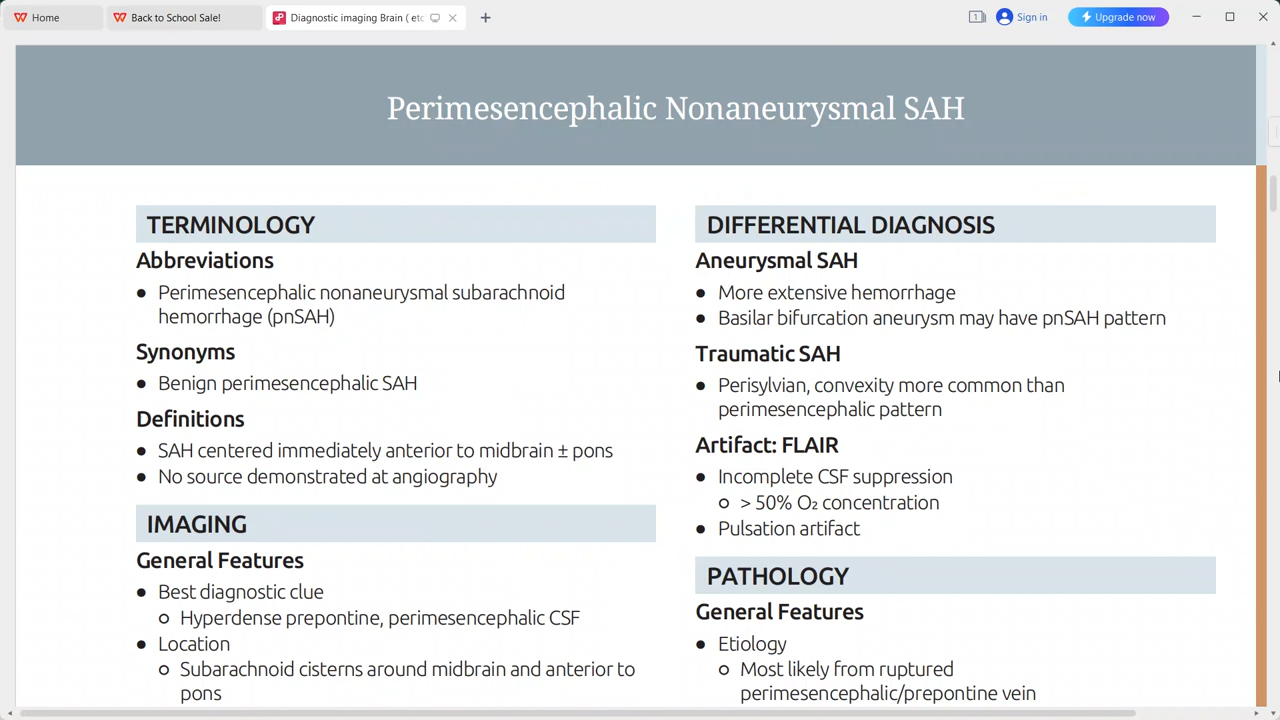 Home
Back to School Sale!
Diagnostic imaging Brain ( etc
1
Sign in
Upgrade now
Perimesencephalic Nonaneurysmal SAH
TERMINOLOGY
Abbreviations
● Perimesencephalic nonaneurysmal subarachnoid
hemorrhage (pnSAH)
Synonyms
● Benign perimesencephalic SAH
Definitions
● SAH centered immediately anterior to midbrain ± pons
● No source demonstrated at angiography
IMAGING
General Features
● Best diagnostic clue
○ Hyperdense prepontine, perimesencephalic CSF
● Location
○ Subarachnoid cisterns around midbrain and anterior to
pons
DIFFERENTIAL DIAGNOSIS
Aneurysmal SAH
● More extensive hemorrhage
● Basilar bifurcation aneurysm may have pnSAH pattern
Traumatic SAH
● Perisylvian, convexity more common than
perimesencephalic pattern
Artifact: FLAIR
● Incomplete CSF suppression
○ > 50% O₂ concentration
● Pulsation artifact
PATHOLOGY
General Features
● Etiology
○ Most likely from ruptured
perimesencephalic/prepontine vein